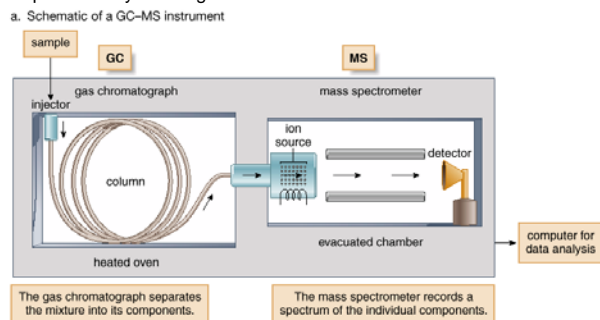 a. Schematic of a GC–MS instrument
sample
GC
MS
gas chromatograph
mass spectrometer
injector
ion
source
detector
column
evacuated chamber
heated oven
computer for
data analysis
The gas chromatograph separates
the mixture into its components.
The mass spectrometer records a
spectrum of the individual components.